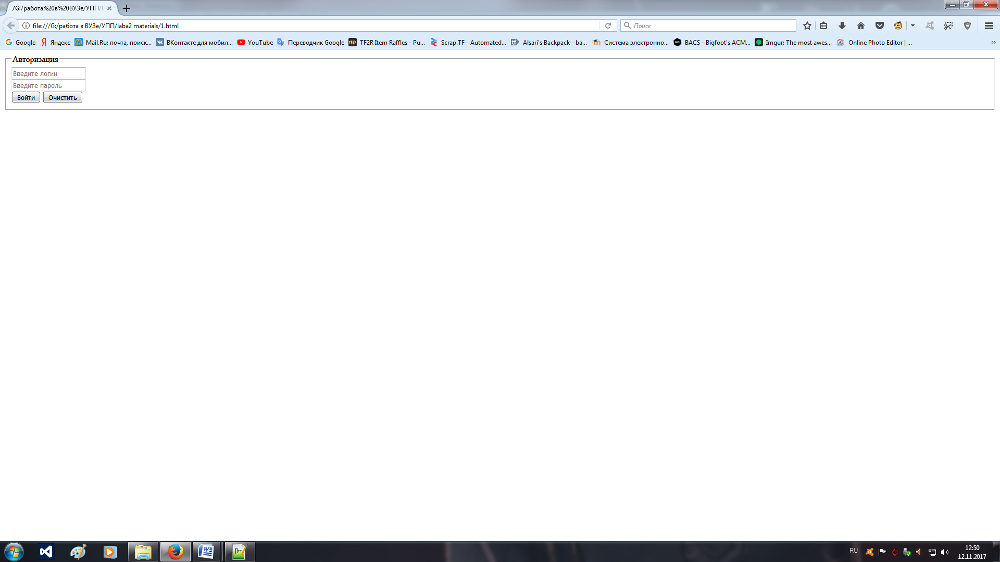 /G:/работа%20в%20ВУЗе/УПП/l
file:///G:/работа в ВУЗе/УПП/laba2 materials/1.html
Поиск
Google Яндекс Mail.Ru: почта, поиск... ВКонтакте для мобил... YouTube Переводчик Google TF2R Item Raffles - Pu... Scrap.TF - Automated... Alsari's Backpack - ba... Система электронно... BACS - Bigfoot's ACM... Imgur: The most awes... Online Photo Editor | ... »
Авторизация
Введите логин
Введите пароль
Войти Очистить
RU
12:50
12.11.2017